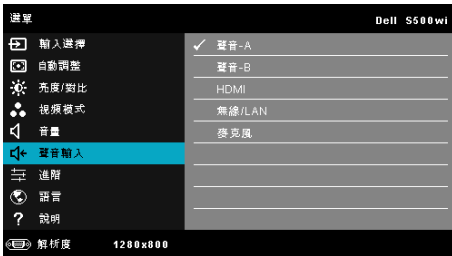 選單 Dell S500wi
輸入選擇
自動調整
亮度/對比
視頻模式
音量
聲音輸入
進階
語言
說明
聲音-A
聲音-B
HDMI
無線/LAN
麥克風
解析度 1280x800